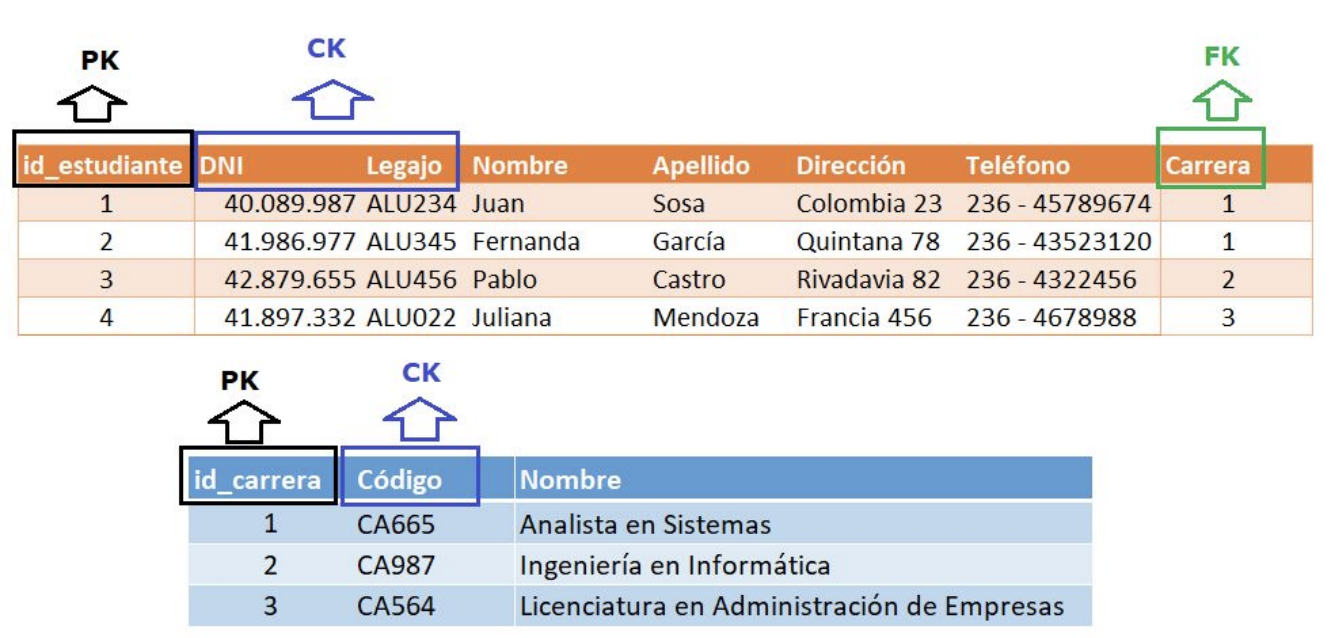 PK CK FK
id_estudiante DNI Legajo Nombre Apellido Dirección Teléfono Carrera
1 40.089.987 ALU234 Juan Sosa Colombia 23 236 - 45789674 1
2 41.986.977 ALU345 Fernanda García Quintana 78 236 - 43523120 1
3 42.879.655 ALU456 Pablo Castro Rivadavia 82 236 - 4322456 2
4 41.897.332 ALU022 Juliana Mendoza Francia 456 236 - 4678988 3
PK CK
id_carrera Código Nombre
1 CA665 Analista en Sistemas
2 CA987 Ingeniería en Informática
3 CA564 Licenciatura en Administración de Empresas